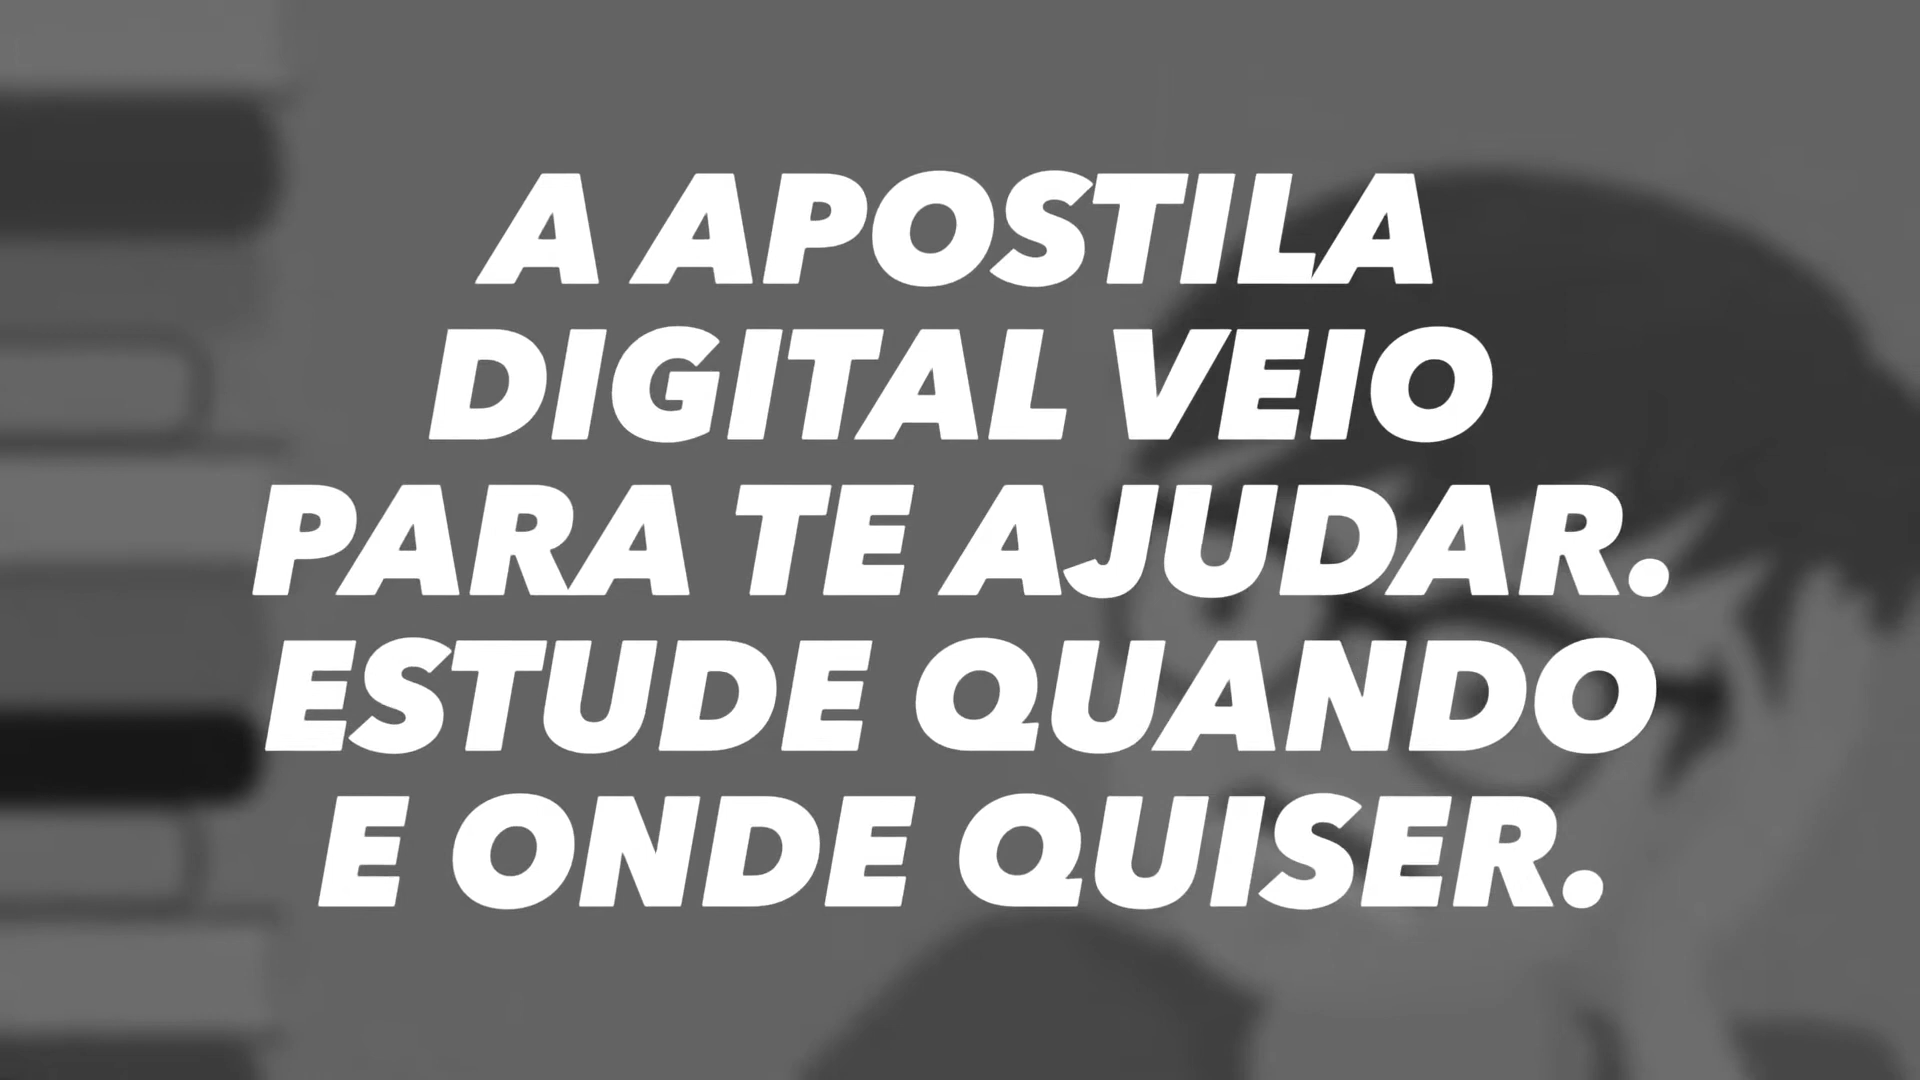 A APOSTILA
DIGITAL VEIO
PARA TE AJUDAR.
ESTUDE QUANDO
E ONDE QUISER.